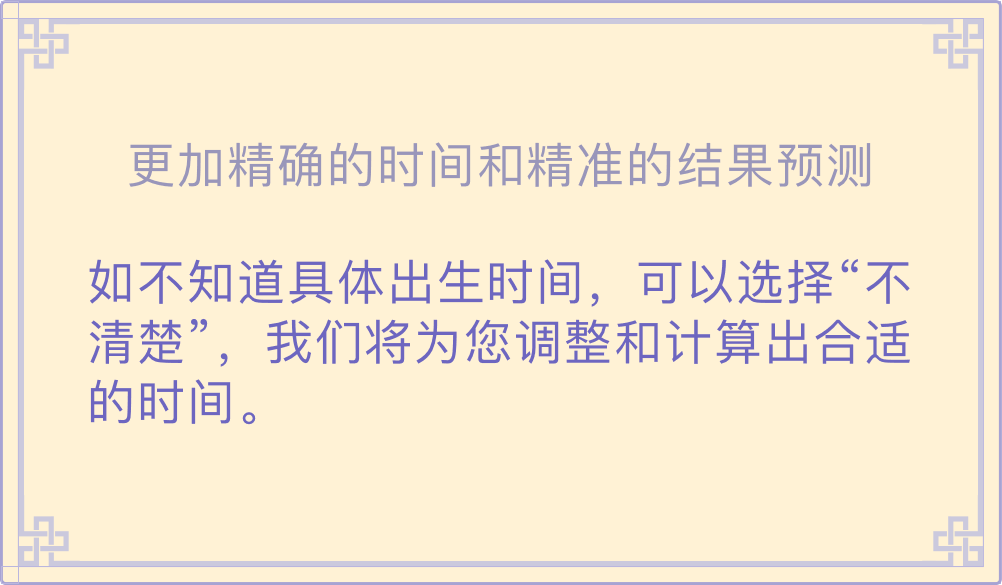 更加精确的时间和精准的结果预测
如不知道具体出生时间，可以选择“不
清楚”，我们将为您调整和计算出合适
的时间。